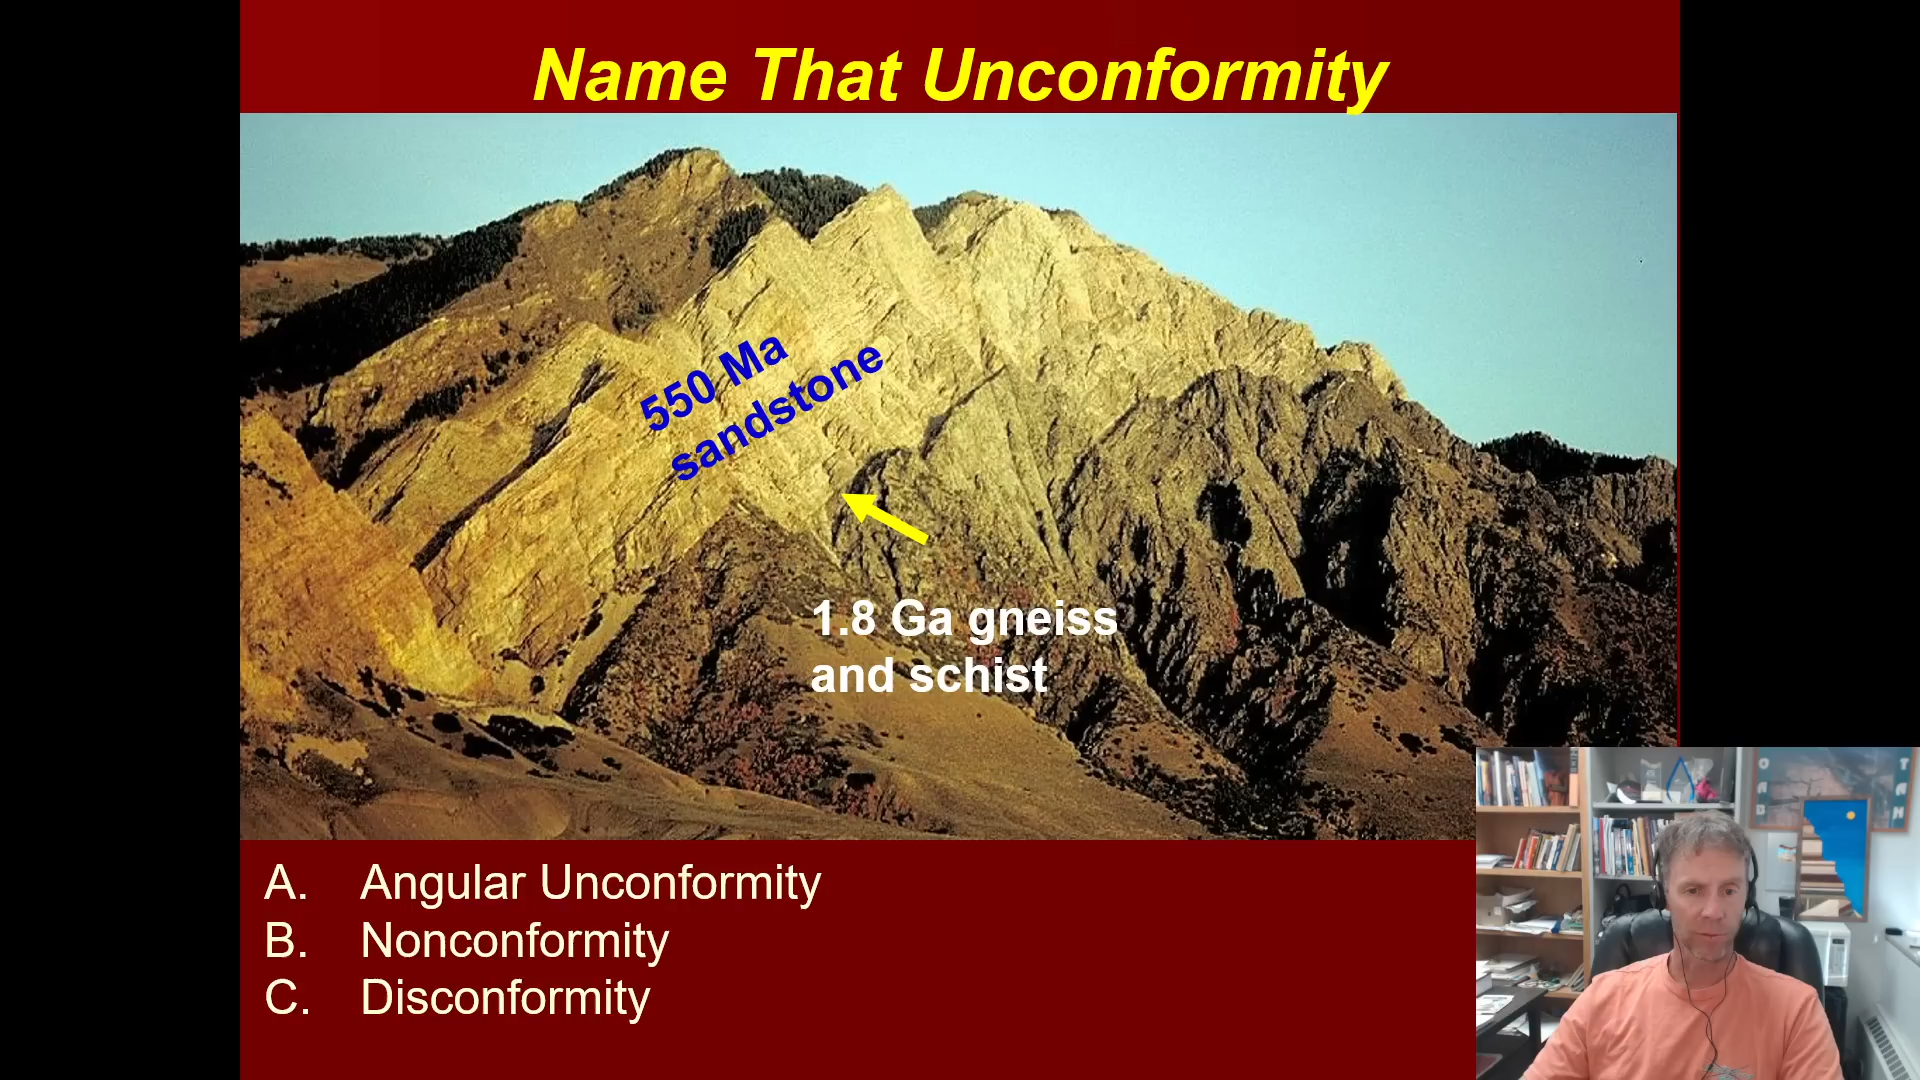 Name That Unconformity
550 Ma
sandstone
1.8 Ga gneiss
and schist
A. Angular Unconformity
B. Nonconformity
C. Disconformity